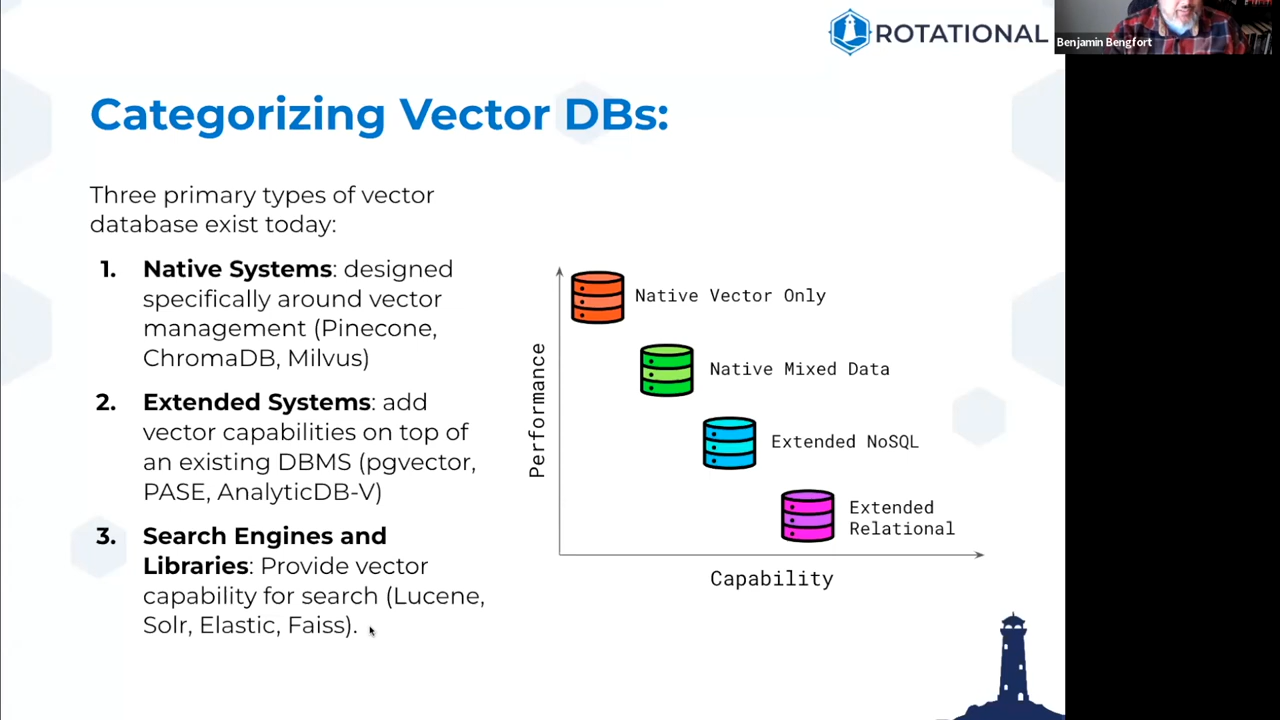 ROTATIONAL
Benjamin Bengfort
Categorizing Vector DBs:
Three primary types of vector
database exist today:
1. Native Systems: designed
specifically around vector
management (Pinecone,
ChromaDB, Milvus)
2. Extended Systems: add
vector capabilities on top of
an existing DBMS (pgvector,
PASE, AnalyticDB-V)
3. Search Engines and
Libraries: Provide vector
capability for search (Lucene,
Solr, Elastic, Faiss).
Performance
Native Vector Only
Native Mixed Data
Extended NoSQL
Extended
Relational
Capability